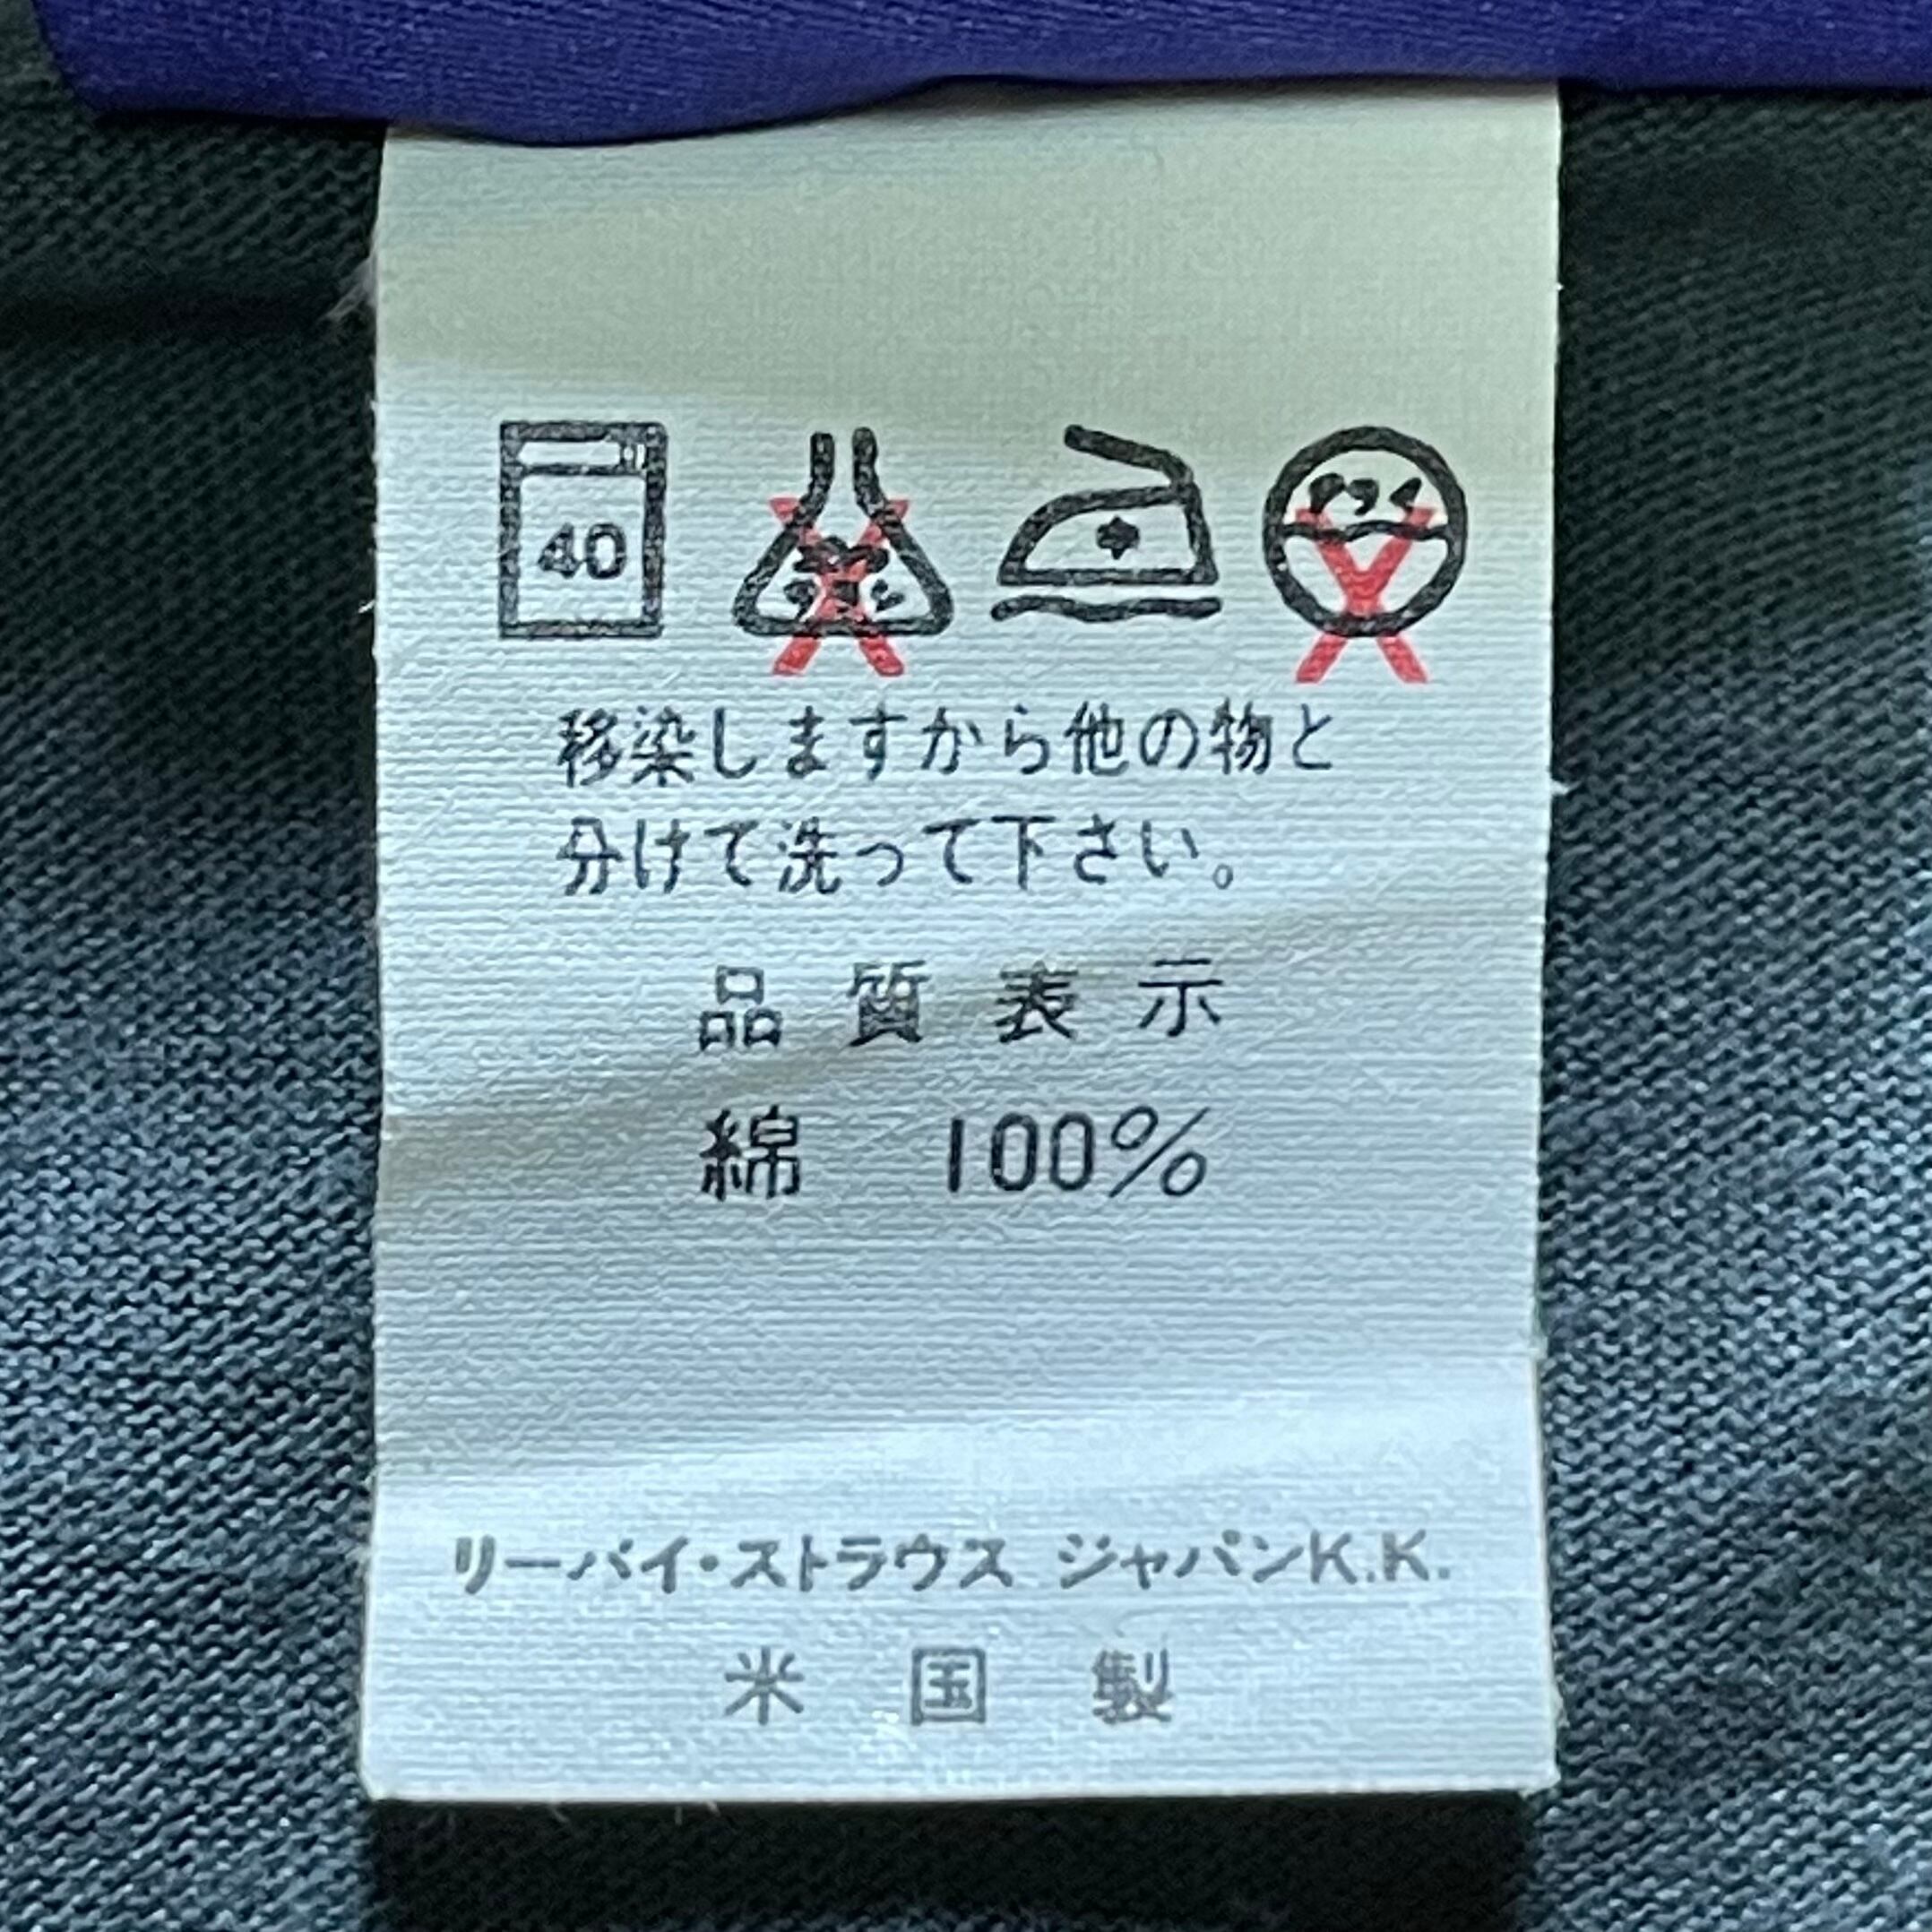 40
移染しますから他の物と
分けて洗って下さい。
品質表示
綿 100%
リーバイ・ストラウス ジャパンK.K.
米国製